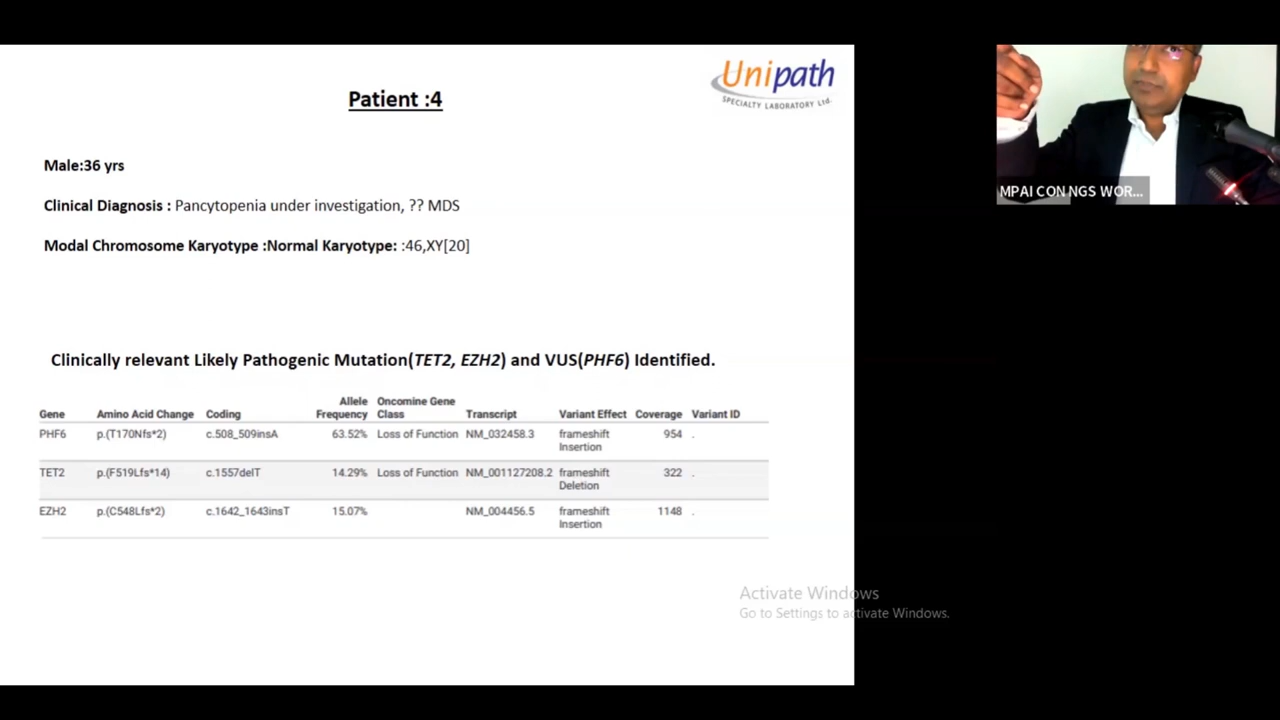 Unipath
SPECIALTY LABORATORY Ltd.
Patient :4
MPAI CON NGS WOR...
Male:36 yrs
Clinical Diagnosis : Pancytopenia under investigation, ?? MDS
Modal Chromosome Karyotype :Normal Karyotype: :46,XY[20]
Clinically relevant Likely Pathogenic Mutation(TET2, EZH2) and VUS(PHF6) Identified.
Gene Amino Acid Change Coding Allele Frequency Oncomine Gene Class Transcript Variant Effect Coverage Variant ID
PHF6 p.(T170Nfs*2) c.508_509insA 63.52% Loss of Function NM_032458.3 frameshift Insertion 954 .
TET2 p.(F519Lfs*14) c.1557delT 14.29% Loss of Function NM_001127208.2 frameshift Deletion 322 .
EZH2 p.(C548Lfs*2) c.1642_1643insT 15.07% NM_004456.5 frameshift Insertion 1148 .
Activate Windows
Go to Settings to activate Windows.